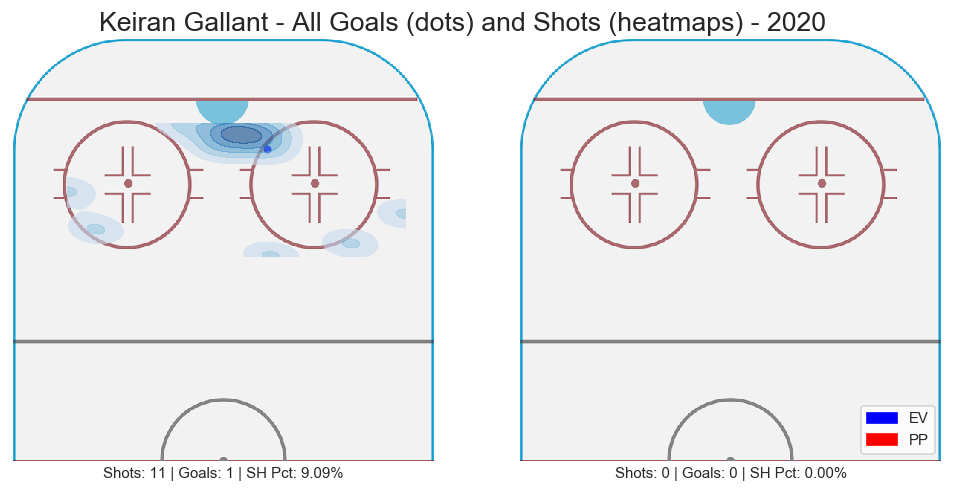 Keiran Gallant - All Goals (dots) and Shots (heatmaps) - 2020
EV
PP
Shots: 11 | Goals: 1 | SH Pct: 9.09%
Shots: 0 | Goals: 0 | SH Pct: 0.00%